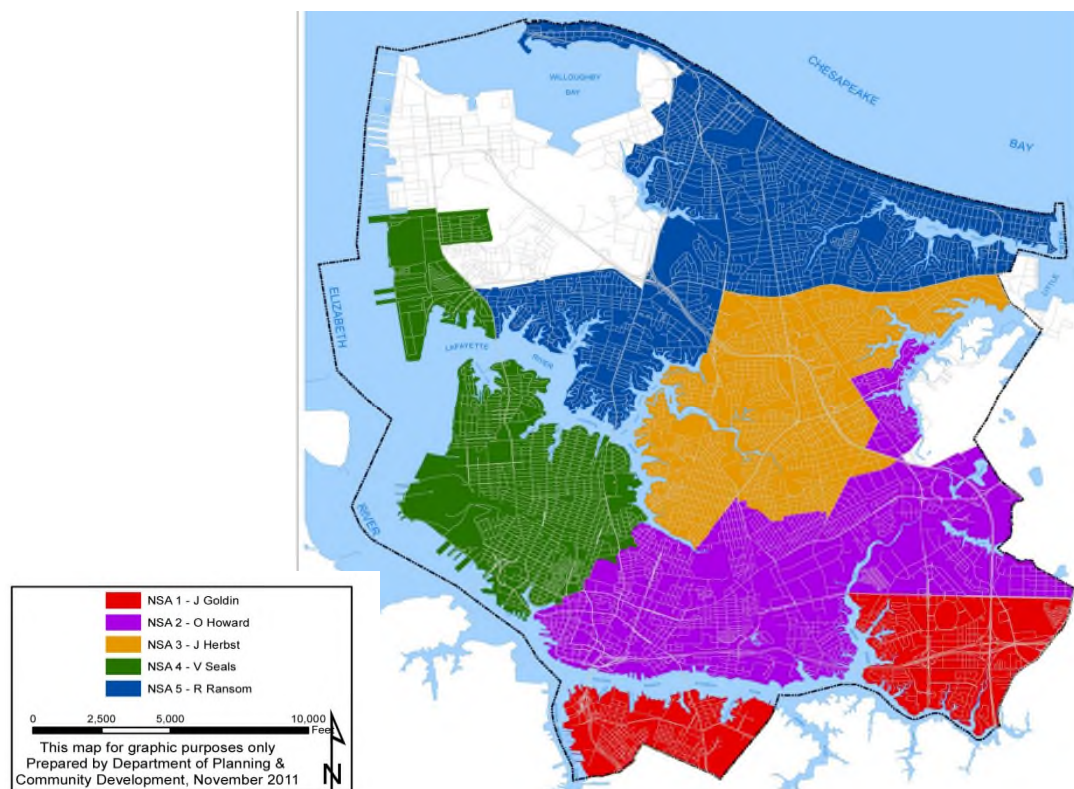 WILLOUGHBY
BAY
CHESAPEAKE
BAY
LITTLE
ELIZABETH
LAFAYETTE
RIVER
RIVER
NSA 1 - J Goldin
NSA 2 - O Howard
NSA 3 - J Herbst
NSA 4 - V Seals
NSA 5 - R Ransom
0 2,500 5,000 10,000
Feet
This map for graphic purposes only
Prepared by Department of Planning &
Community Development, November 2011
N